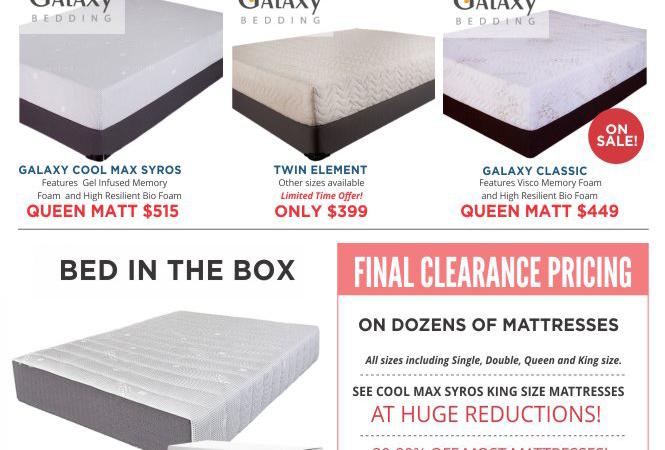 Galaxy
BEDDING
Galaxy
BEDDING
Galaxy
BEDDING
ON
SALE!
GALAXY COOL MAX SYROS
Features Gel Infused Memory
Foam and High Resilient Bio Foam
QUEEN MATT $515
TWIN ELEMENT
Other sizes available
Limited Time Offer!
ONLY $399
GALAXY CLASSIC
Features Visco Memory Foam
and High Resilient Bio Foam
QUEEN MATT $449
BED IN THE BOX
FINAL CLEARANCE PRICING
ON DOZENS OF MATTRESSES
All sizes including Single, Double, Queen and King size.
SEE COOL MAX SYROS KING SIZE MATTRESSES
AT HUGE REDUCTIONS!
OFF MOST MATTRESSES!